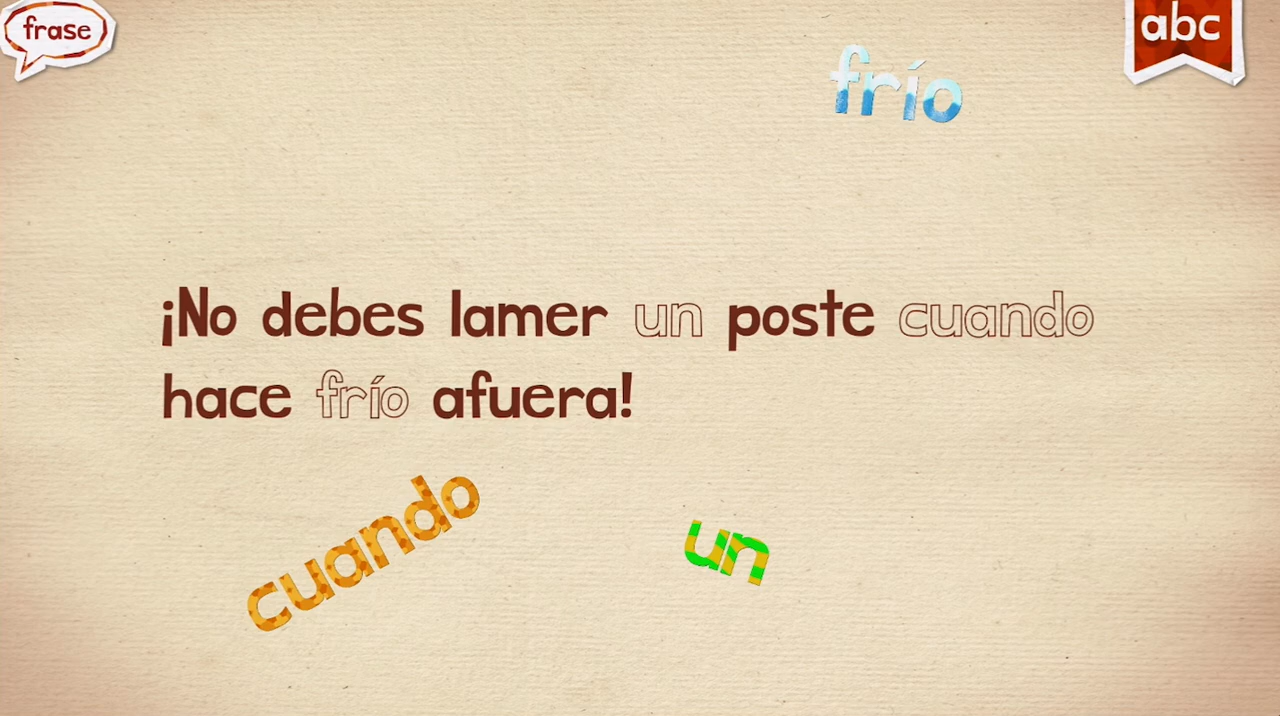 frase
abc
frío
¡No debes lamer un poste cuando
hace frío afuera!
cuando
un